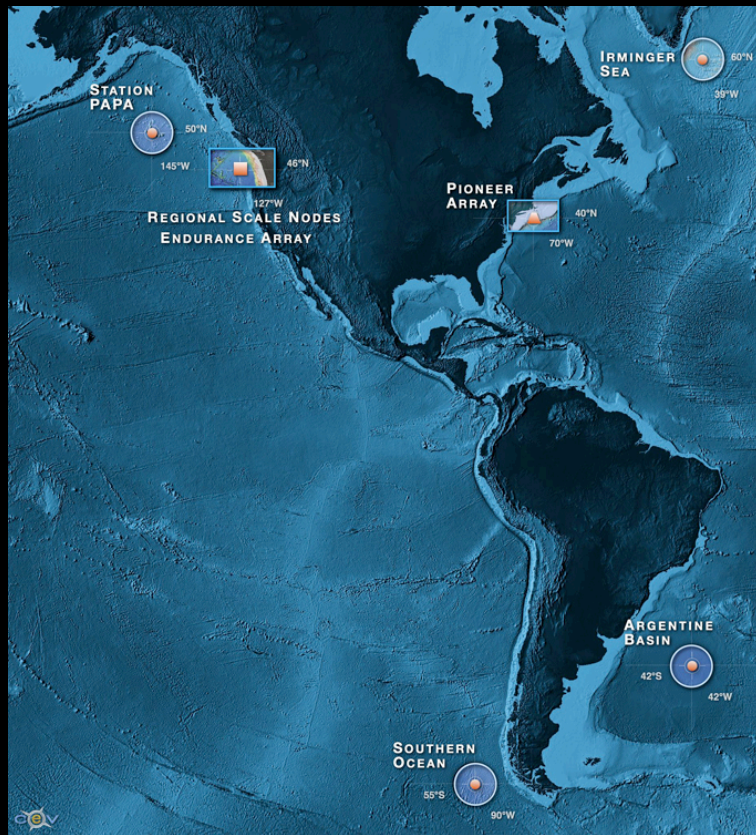 IRMINGER
SEA
60°N
39°W
STATION
PAPA
50°N
145°W
46°N
127°W
REGIONAL SCALE NODES
ENDURANCE ARRAY
PIONEER
ARRAY
40°N
70°W
ARGENTINE
BASIN
42°S
42°W
SOUTHERN
OCEAN
55°S
90°W
cev